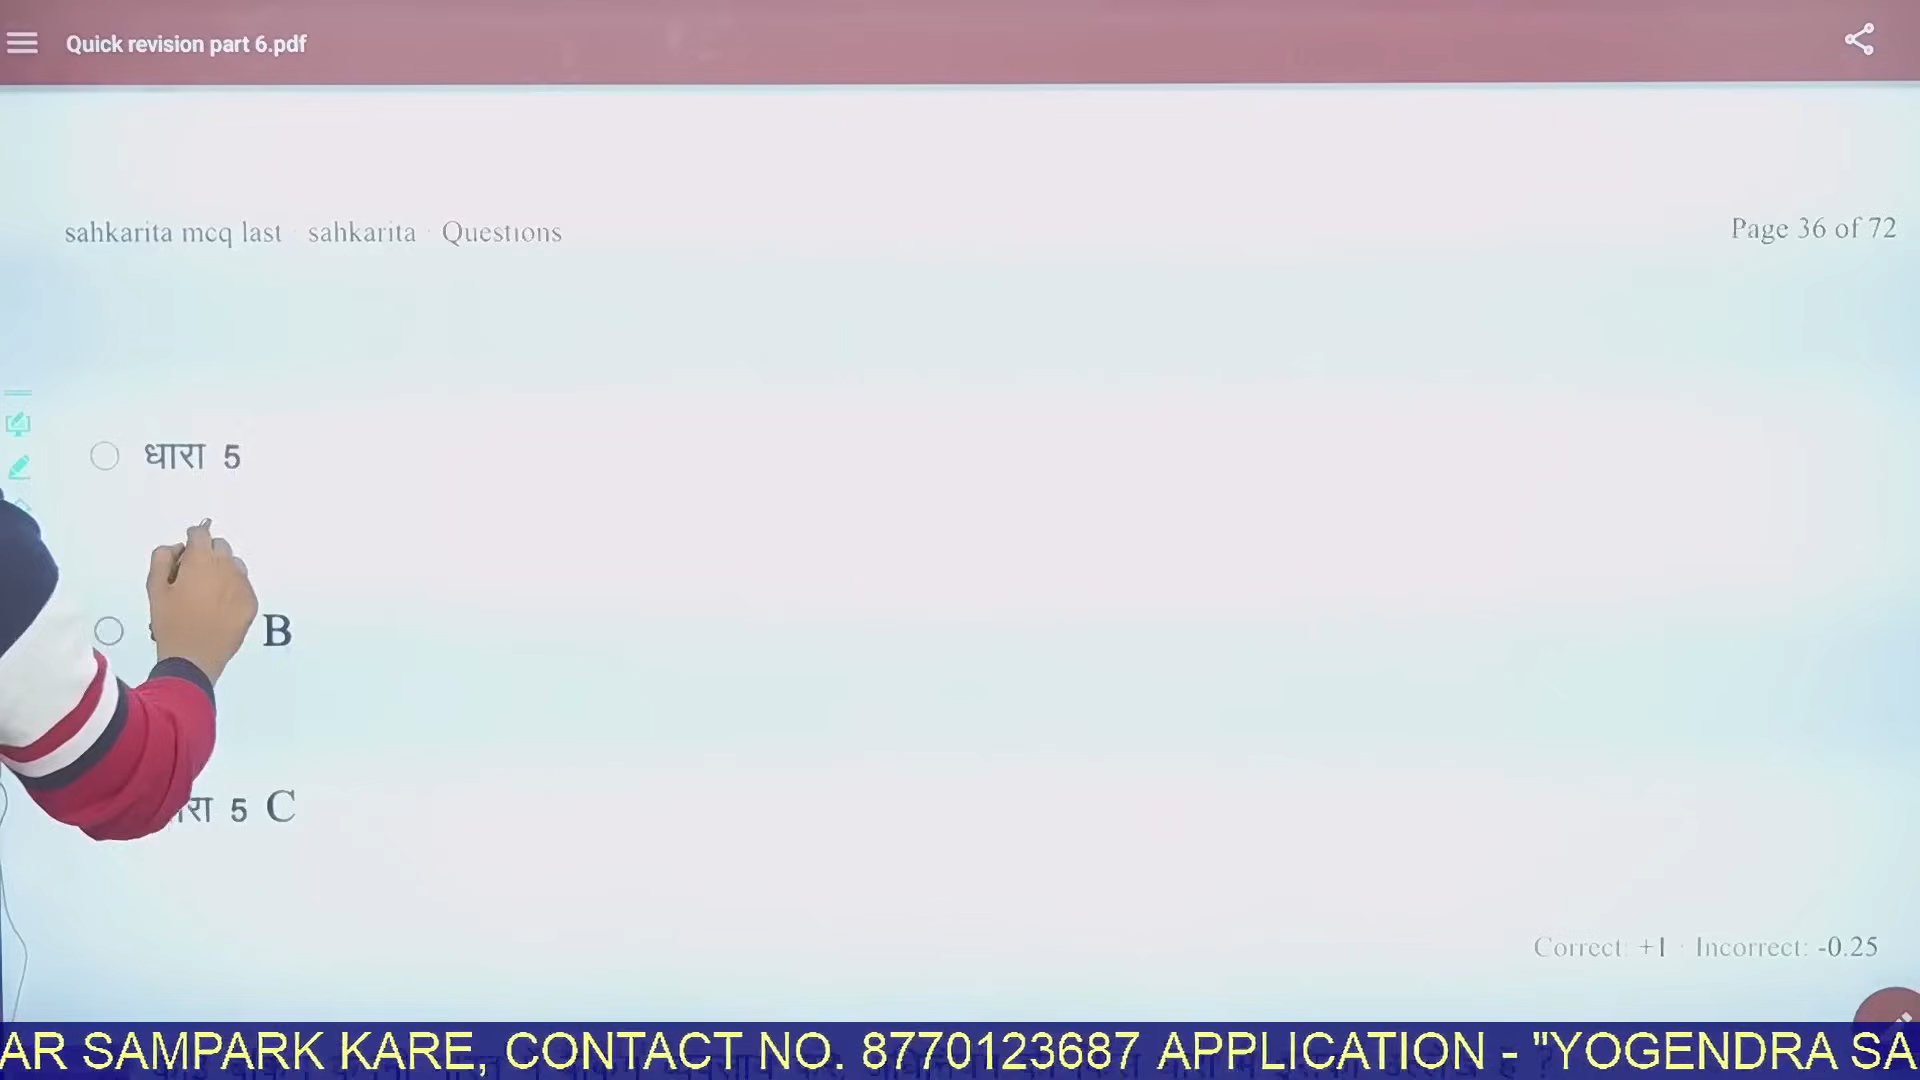 Quick revision part 6.pdf
sahkarita mcq last · sahkarita · Questions
Page 36 of 72
धारा 5
B
5 C
Correct: +1 · Incorrect: -0.25
AR SAMPARK KARE, CONTACT NO. 8770123687 APPLICATION - "YOGENDRA SA